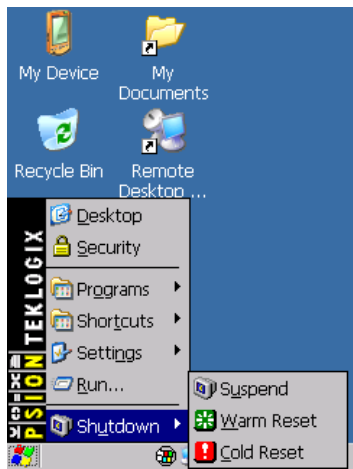 My Device
My
Documents
Recycle Bin
Remote
Desktop ...
PSION TEKLOGIX
Desktop
Security
Programs
Shortcuts
Settings
Run...
Shutdown
Suspend
Warm Reset
Cold Reset